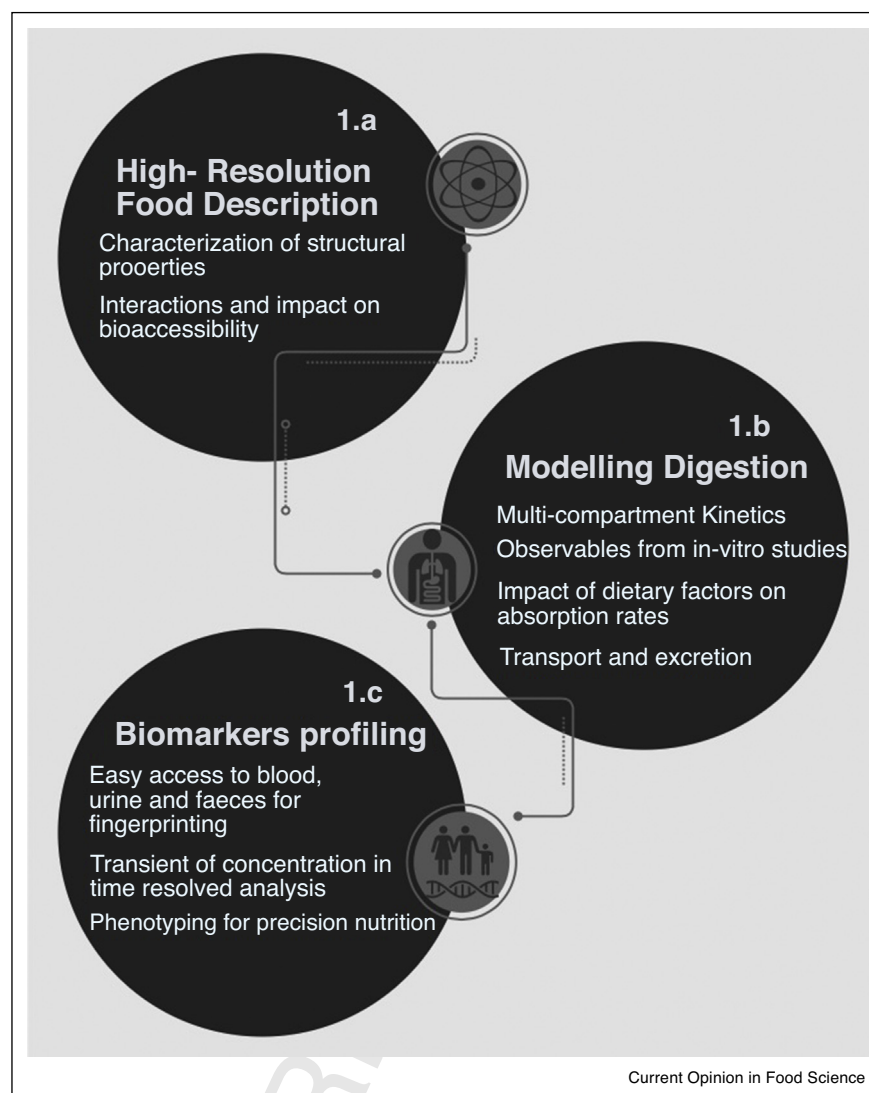 1.a
High- Resolution
Food Description
Characterization of structural
prooerties
Interactions and impact on
bioaccessibility
1.b
Modelling Digestion
Multi-compartment Kinetics
Observables from in-vitro studies
Impact of dietary factors on
absorption rates
Transport and excretion
1.c
Biomarkers profiling
Easy access to blood,
urine and faeces for
fingerprinting
Transient of concentration in
time resolved analysis
Phenotyping for precision nutrition
Current Opinion in Food Science